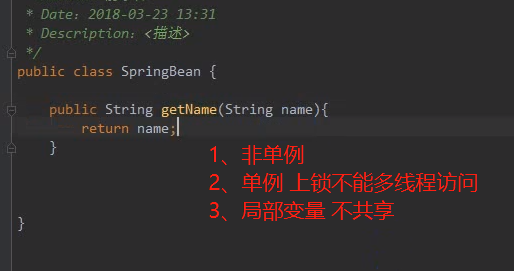 * Date：2018-03-23 13:31
* Description：<描述>
*/
public class SpringBean {
public String getName(String name){
return name;
}
1、非单例
2、单例 上锁不能多线程访问
3、局部变量 不共享
}